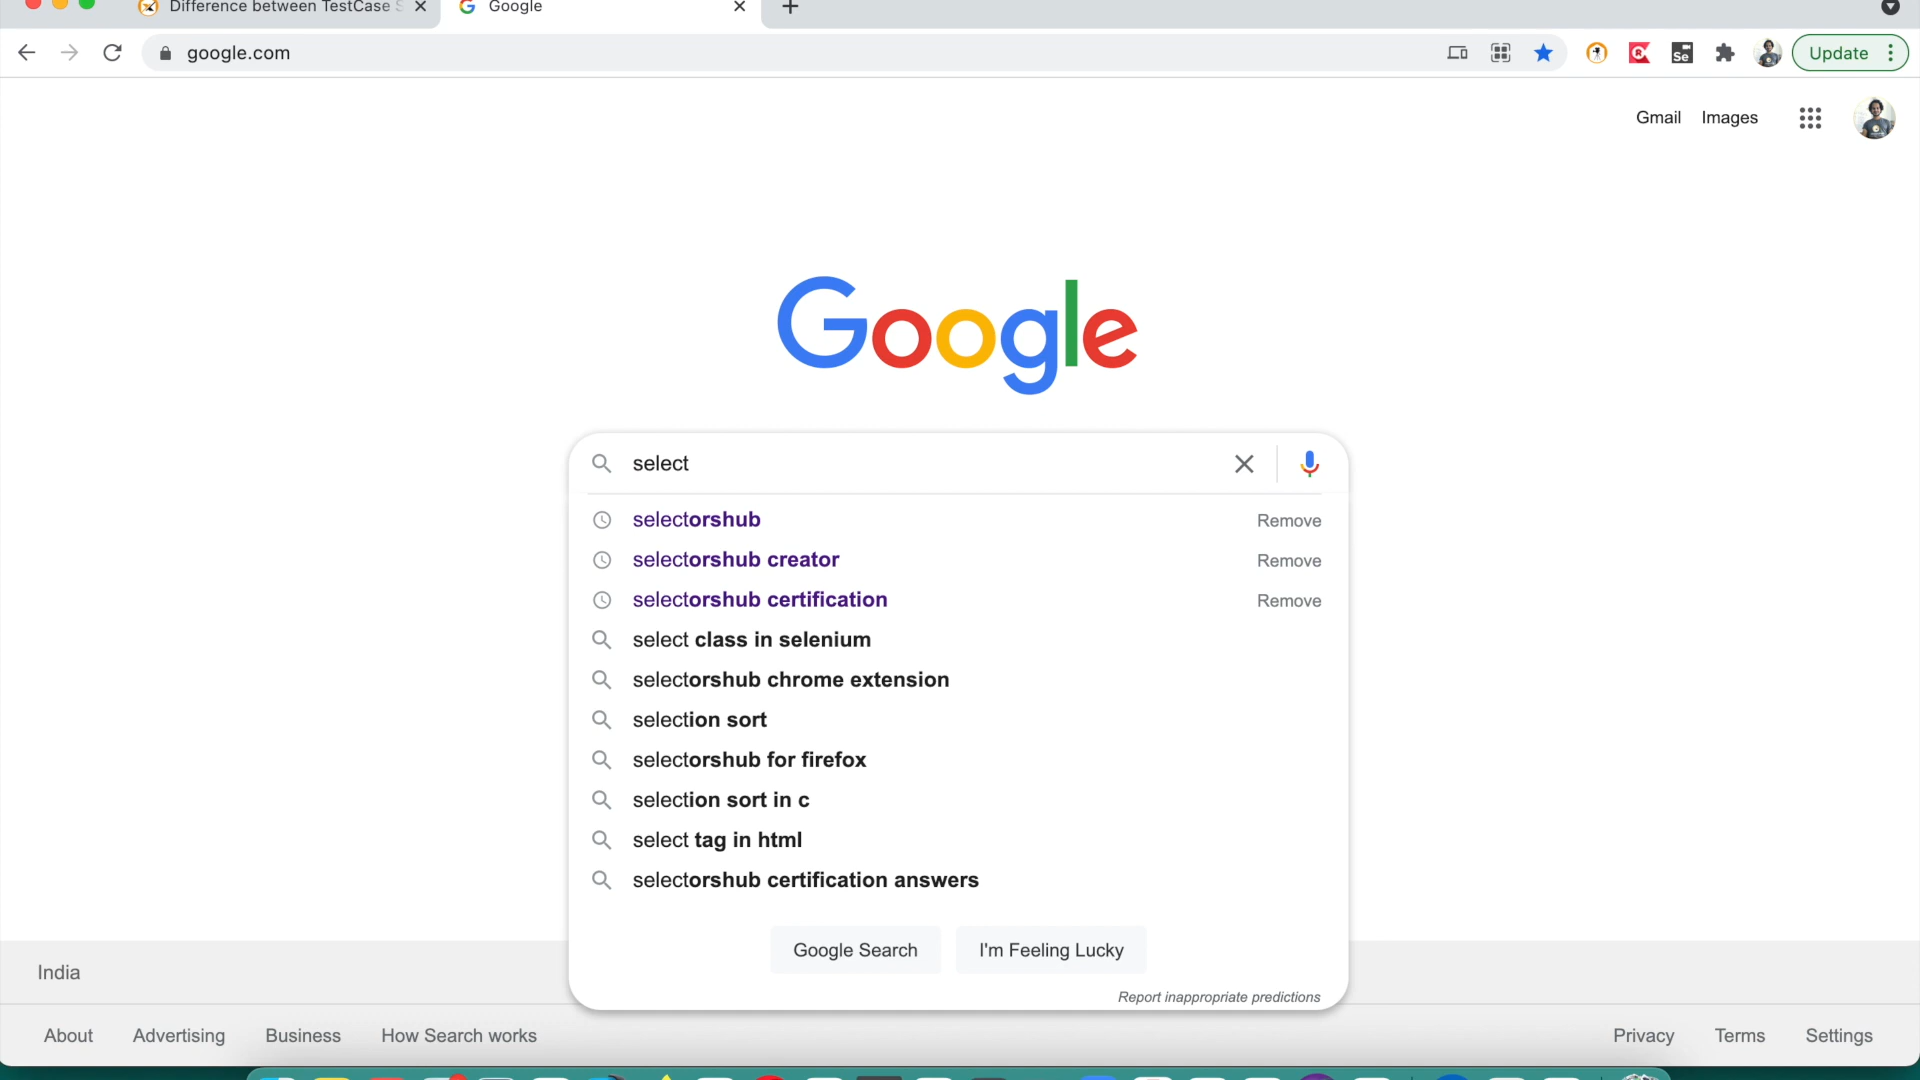 Difference between TestCase S
Google
google.com
Update
Gmail Images
Google
select
selectorshub Remove
selectorshub creator Remove
selectorshub certification Remove
select class in selenium
selectorshub chrome extension
selection sort
selectorshub for firefox
selection sort in c
select tag in html
selectorshub certification answers
Google Search I'm Feeling Lucky
Report inappropriate predictions
India
About Advertising Business How Search works Privacy Terms Settings